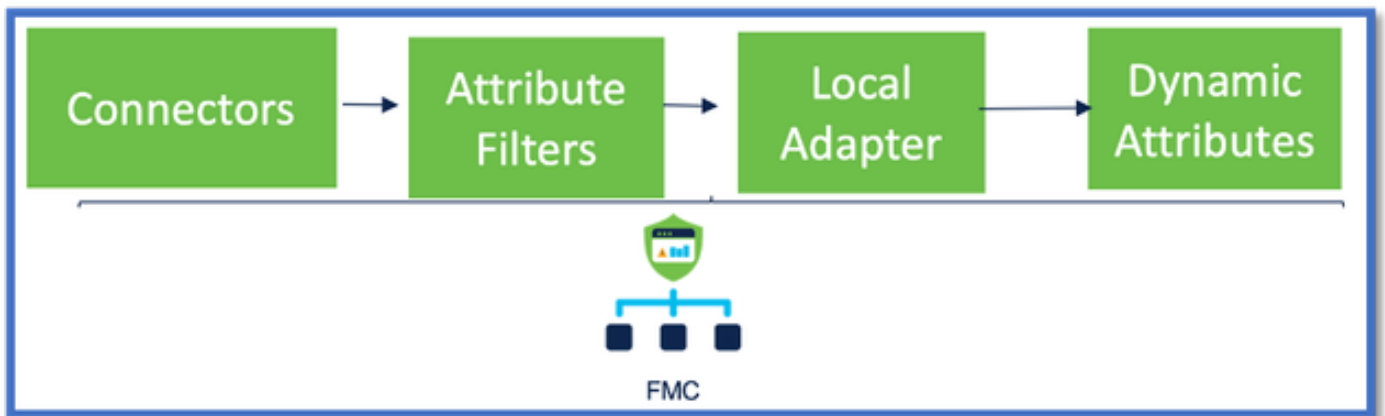 Connectors
Attribute
Filters
Local
Adapter
Dynamic
Attributes
FMC